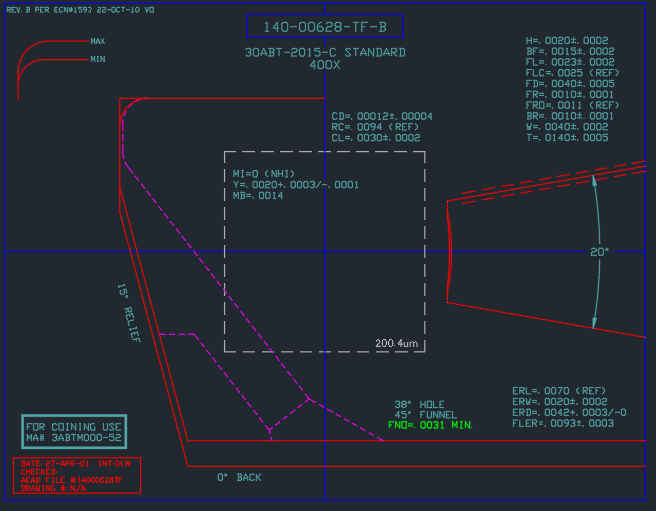 REV. B PER ECN#1593 22-OCT-10 VO
140-00628-TF-B
30ABT-2015-C STANDARD
400X
MAX
MIN
H=.0020±.0002
BF=.0015±.0002
FL=.0023±.0002
FLC=.0025 (REF)
FD=.0040±.0005
FR=.0010±.0001
FRO=.0011 (REF)
BR=.0010±.0001
W=.0040±.0002
T=.0140±.0005
CD=.00012±.00004
RC=.0094 (REF)
CL=.0030±.0002
MI=0 (NHI)
Y=.0020+.0003/-.0001
MB=.0014
20°
15° RELIEF
200.4um
38° HOLE
45° FUNNEL
FNO=.0031 MIN.
ERL=.0070 (REF)
ERW=.0020±.0002
ERD=.0042+.0003/-0
FLER=.0093±.0003
FOR COINING USE
MA# 3ABTM000-52
DATE: 27-APR-01 INT:DLW
CHECKED:
ACAD FILE #:14000628TF
DRAWING #: N/A
0° BACK